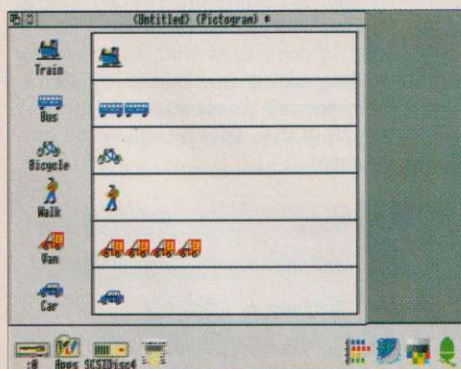 (Untitled) (Pictogram) *
Train
Bus
Bicycle
Walk
Van
Car
:0 Apps SCSIDisc4